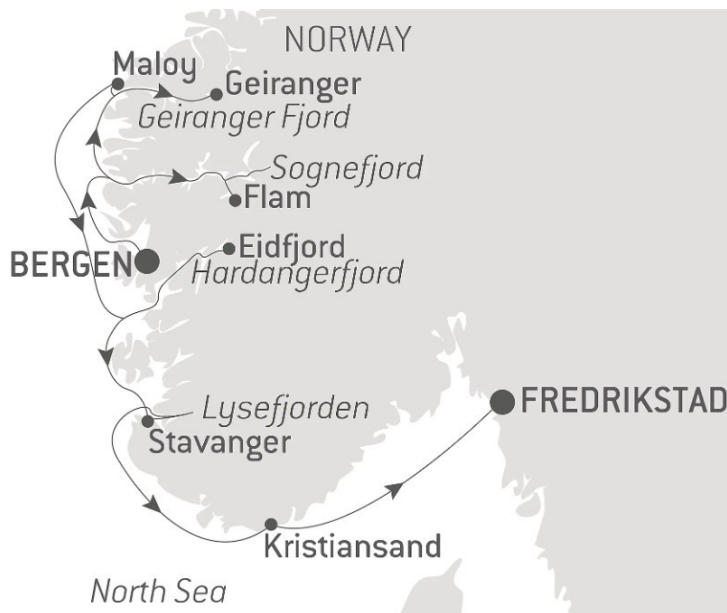 NORWAY
Maloy
Geiranger
Geiranger Fjord
Sognefjord
Flam
Eidfjord
BERGEN
Hardangerfjord
Lysefjorden
FREDRIKSTAD
Stavanger
Kristiansand
North Sea